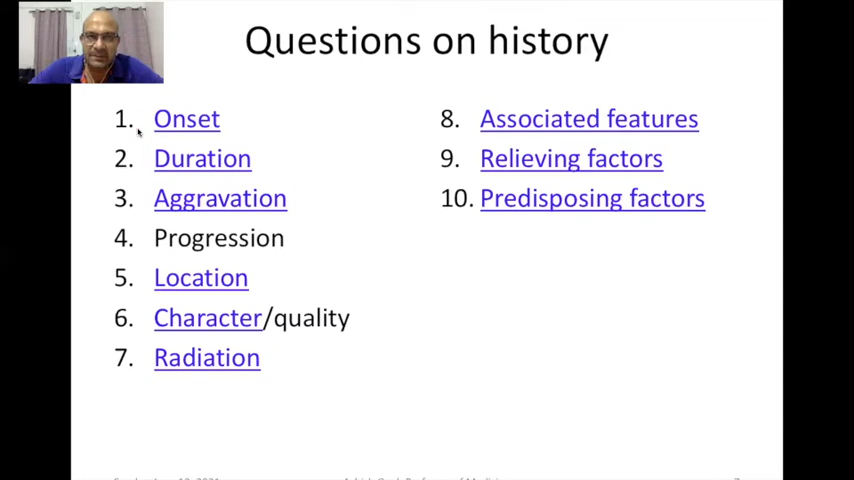 Questions on history
1. Onset
2. Duration
3. Aggravation
4. Progression
5. Location
6. Character/quality
7. Radiation
8. Associated features
9. Relieving factors
10. Predisposing factors